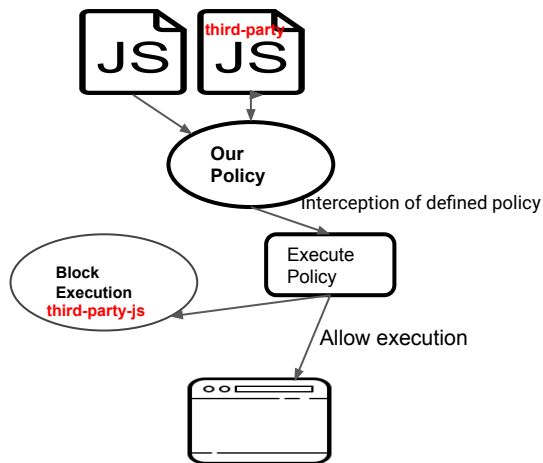 JS
third-party
JS
Our
Policy
Interception of defined policy
Execute
Policy
Block
Execution
third-party-js
Allow execution